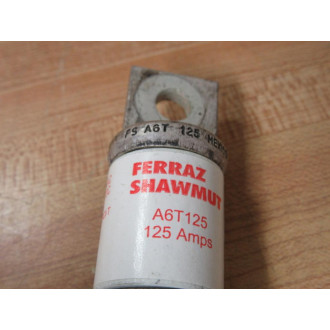 FS A6T 125
FERRAZ
SHAWMUT
A6T125
125 Amps